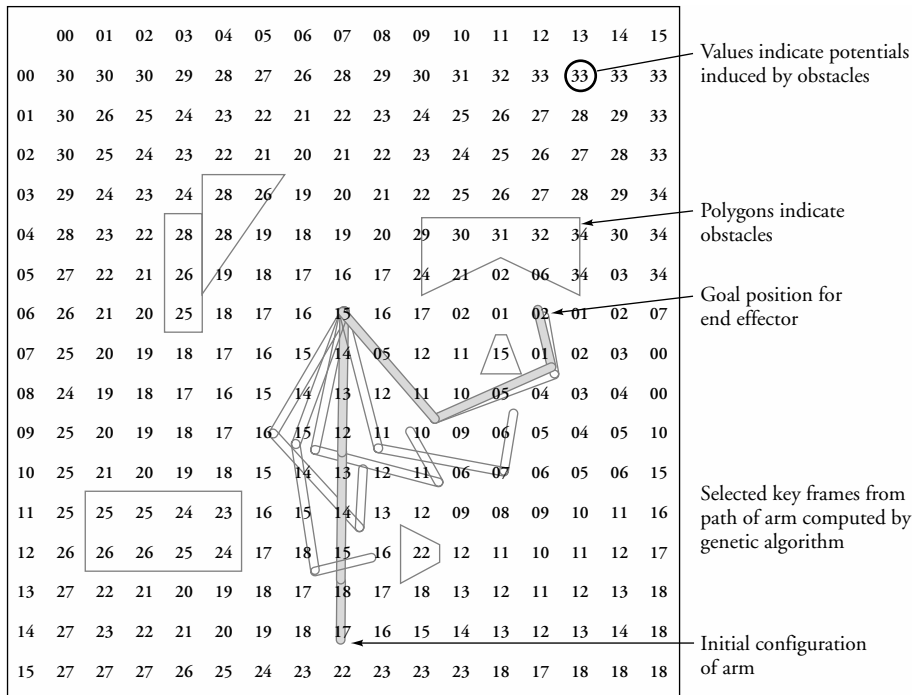 00 01 02 03 04 05 06 07 08 09 10 11 12 13 14 15
00 30 30 30 29 28 27 26 28 29 30 31 32 33 33 33 33
Values indicate potentials
induced by obstacles
01 30 26 25 24 23 22 21 22 23 24 25 26 27 28 29 33
02 30 25 24 23 22 21 20 21 22 23 24 25 26 27 28 33
03 29 24 23 24 28 26 19 20 21 22 25 26 27 28 29 34
Polygons indicate
obstacles
04 28 23 22 28 28 19 18 19 20 29 30 31 32 34 30 34
05 27 22 21 26 19 18 17 16 17 24 21 02 06 34 03 34
Goal position for
end effector
06 26 21 20 25 18 17 16 15 16 17 02 01 02 01 02 07
07 25 20 19 18 17 16 15 14 05 12 11 15 01 02 03 00
08 24 19 18 17 16 15 14 13 12 11 10 05 04 03 04 00
09 25 20 19 18 17 16 15 12 11 10 09 06 05 04 05 10
10 25 21 20 19 18 15 14 13 12 11 06 07 06 05 06 15
Selected key frames from
path of arm computed by
genetic algorithm
11 25 25 25 24 23 16 15 14 13 12 09 08 09 10 11 16
12 26 26 26 25 24 17 18 15 16 22 12 11 10 11 12 17
13 27 22 21 20 19 18 17 18 17 18 13 12 11 12 13 18
14 27 23 22 21 20 19 18 17 16 15 14 13 12 13 14 18
Initial configuration
of arm
15 27 27 27 26 25 24 23 22 23 23 23 18 17 18 18 18